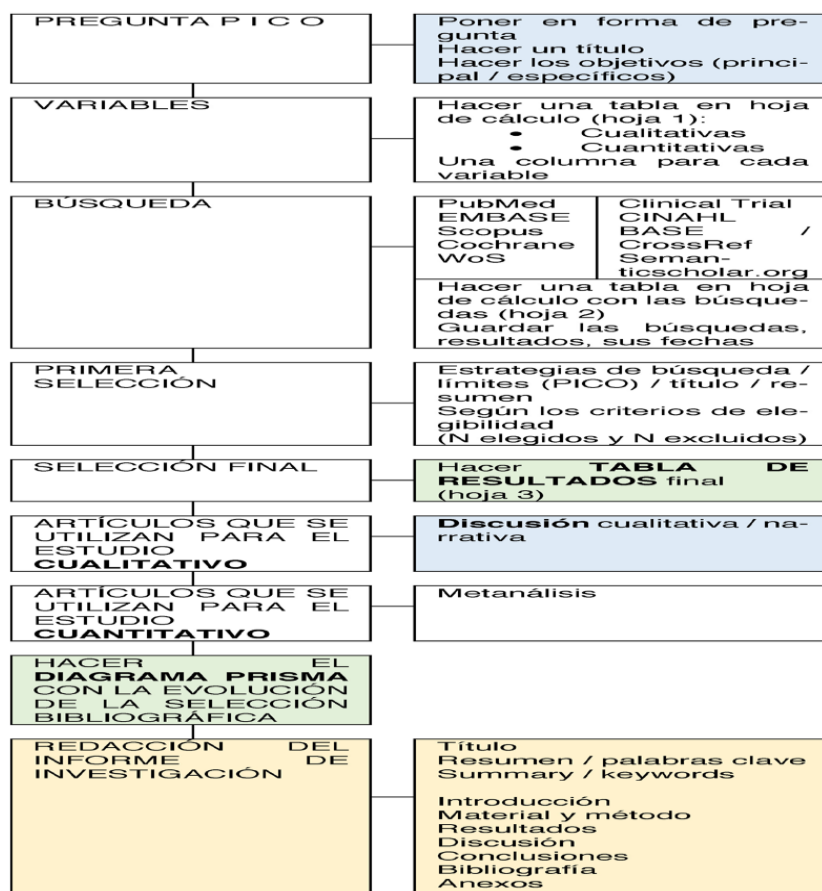 PREGUNTA P I C O
Poner en forma de pre-
gunta
Hacer un título
Hacer los objetivos (princi-
pal / específicos)
VARIABLES
Hacer una tabla en hoja
de cálculo (hoja 1):
• Cualitativas
• Cuantitativas
Una columna para cada
variable
BÚSQUEDA
PubMed
EMBASE
Scopus
Cochrane
WoS
Clinical Trial
CINAHL
BASE /
CrossRef
Seman-
ticscholar.org
Hacer una tabla en hoja
de cálculo con las búsque-
das (hoja 2)
Guardar las búsquedas,
resultados, sus fechas
PRIMERA
SELECCIÓN
Estrategias de búsqueda /
límites (PICO) / título / re-
sumen
Según los criterios de ele-
gibilidad
(N elegidos y N excluidos)
SELECCIÓN FINAL
Hacer TABLA DE
RESULTADOS final
(hoja 3)
ARTÍCULOS QUE SE
UTILIZAN PARA EL
ESTUDIO
CUALITATIVO
Discusión cualitativa / na-
rrativa
ARTÍCULOS QUE SE
UTILIZAN PARA EL
ESTUDIO
CUANTITATIVO
Metanálisis
HACER EL
DIAGRAMA PRISMA
CON LA EVOLUCIÓN
DE LA SELECCIÓN
BIBLIOGRÁFICA
REDACCIÓN DEL
INFORME DE
INVESTIGACIÓN
Título
Resumen / palabras clave
Summary / keywords
Introducción
Material y método
Resultados
Discusión
Conclusiones
Bibliografía
Anexos